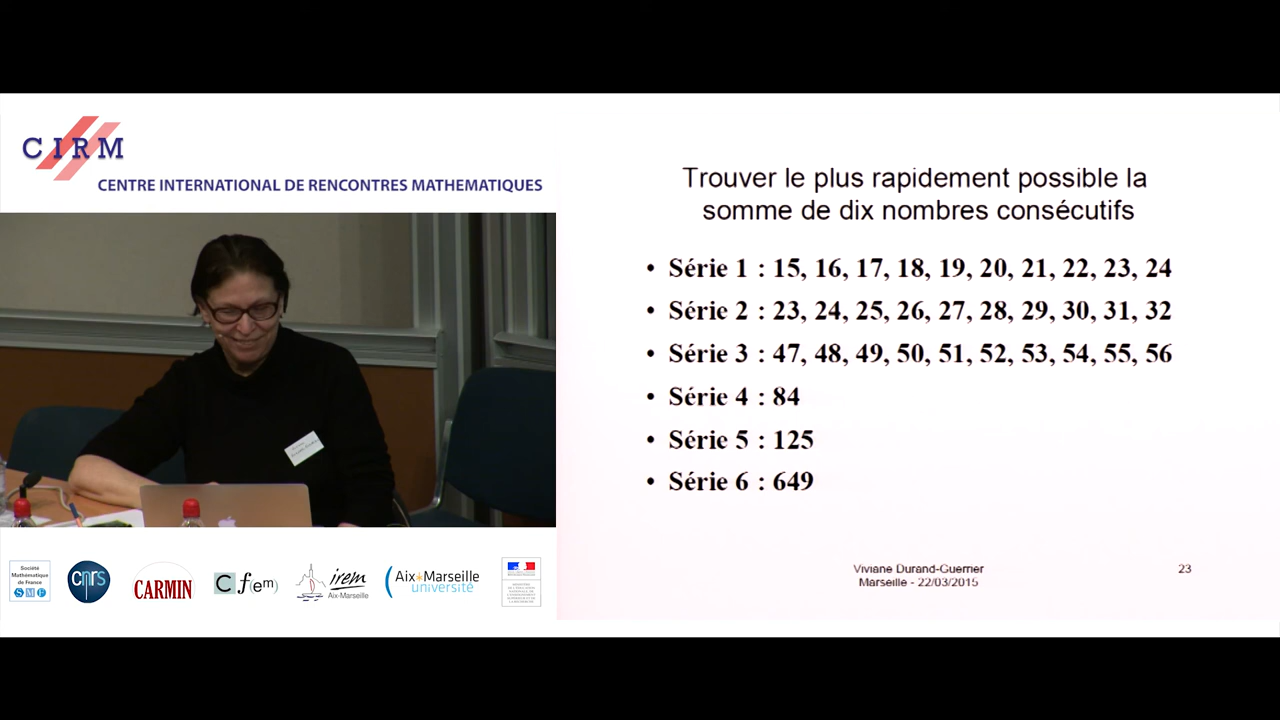 CIRM
CENTRE INTERNATIONAL DE RENCONTRES MATHEMATIQUES
Trouver le plus rapidement possible la
somme de dix nombres consécutifs
• Série 1 : 15, 16, 17, 18, 19, 20, 21, 22, 23, 24
• Série 2 : 23, 24, 25, 26, 27, 28, 29, 30, 31, 32
• Série 3 : 47, 48, 49, 50, 51, 52, 53, 54, 55, 56
• Série 4 : 84
• Série 5 : 125
• Série 6 : 649
Viviane Durand-Guerrier
Marseille - 22/03/2015
23
Société
Mathématique
de France
SMF
cnrs
CARMIN
Cfem
irem
Aix-Marseille
Aix*Marseille
université